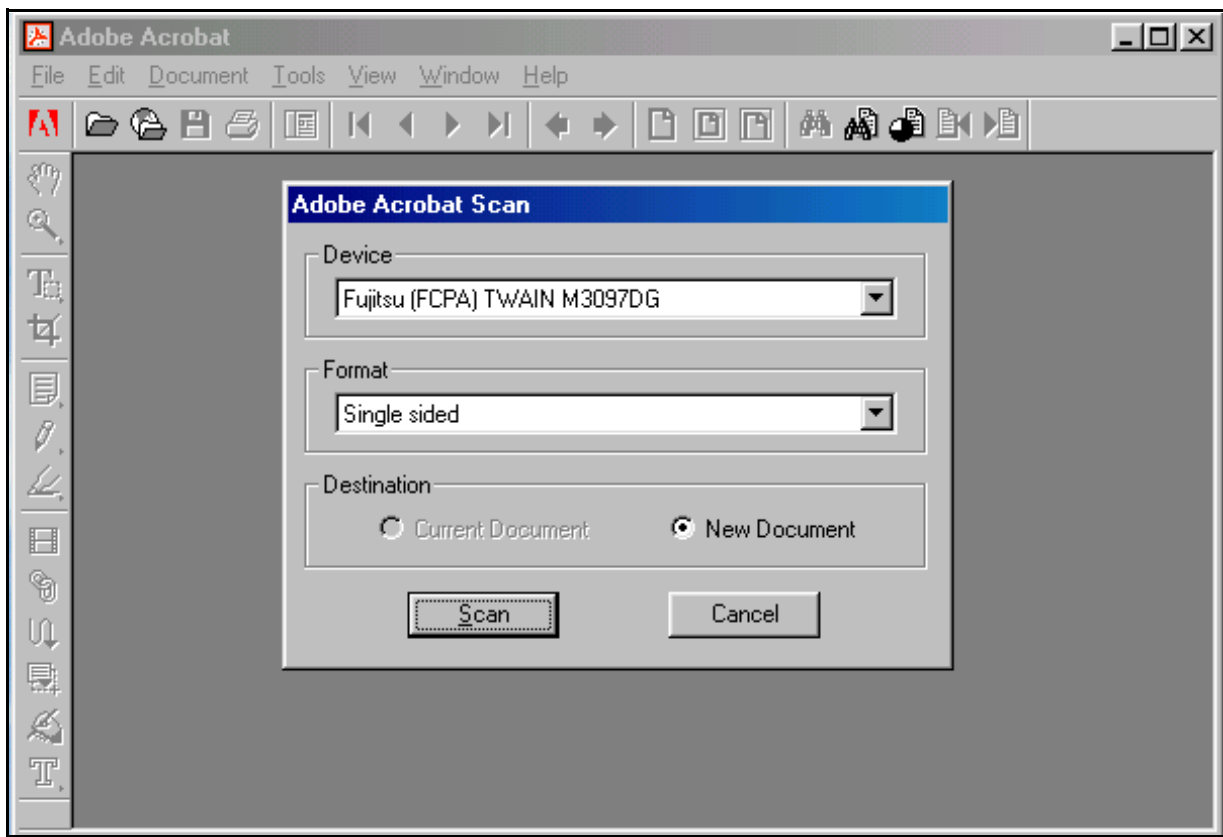 Adobe Acrobat
File Edit Document Tools View Window Help
Adobe Acrobat Scan
Device
Fujitsu (FCPA) TWAIN M3097DG
Format
Single sided
Destination
Current Document New Document
Scan Cancel